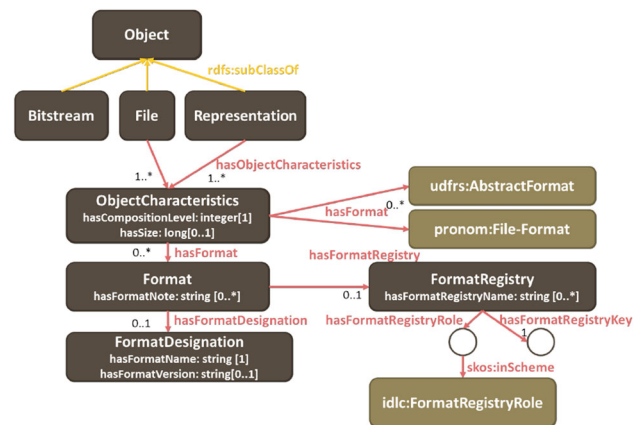 Object
rdfs:subClassOf
Bitstream
File
Representation
hasObjectCharacteristics
1..*
1..*
ObjectCharacteristics
hasCompositionLevel: integer[1]
hasSize: long[0..1]
udfrs:AbstractFormat
hasFormat
0..*
pronom:File-Format
0..*
hasFormat
hasFormatRegistry
Format
hasFormatNote: string [0..*]
0..1
FormatRegistry
hasFormatRegistryName: string [0..*]
0..1
hasFormatDesignation
hasFormatRegistryRole
hasFormatRegistryKey
1
FormatDesignation
hasFormatName: string [1]
hasFormatVersion: string[0..1]
skos:inScheme
idlc:FormatRegistryRole